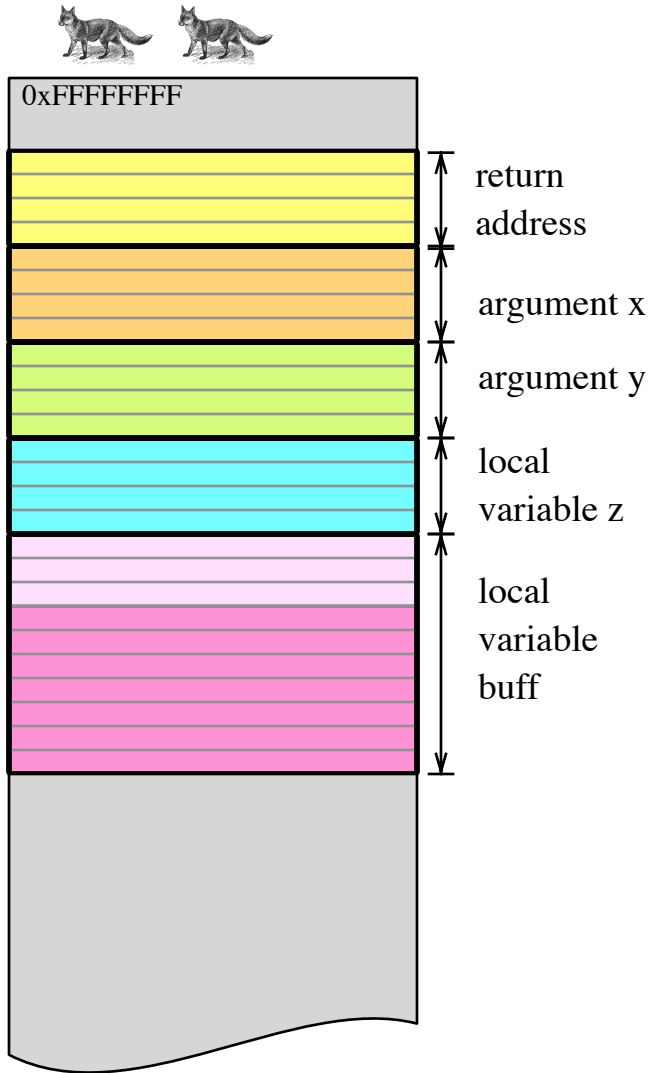 0xFFFFFFFF
return
address
argument x
argument y
local
variable z
local
variable
buff